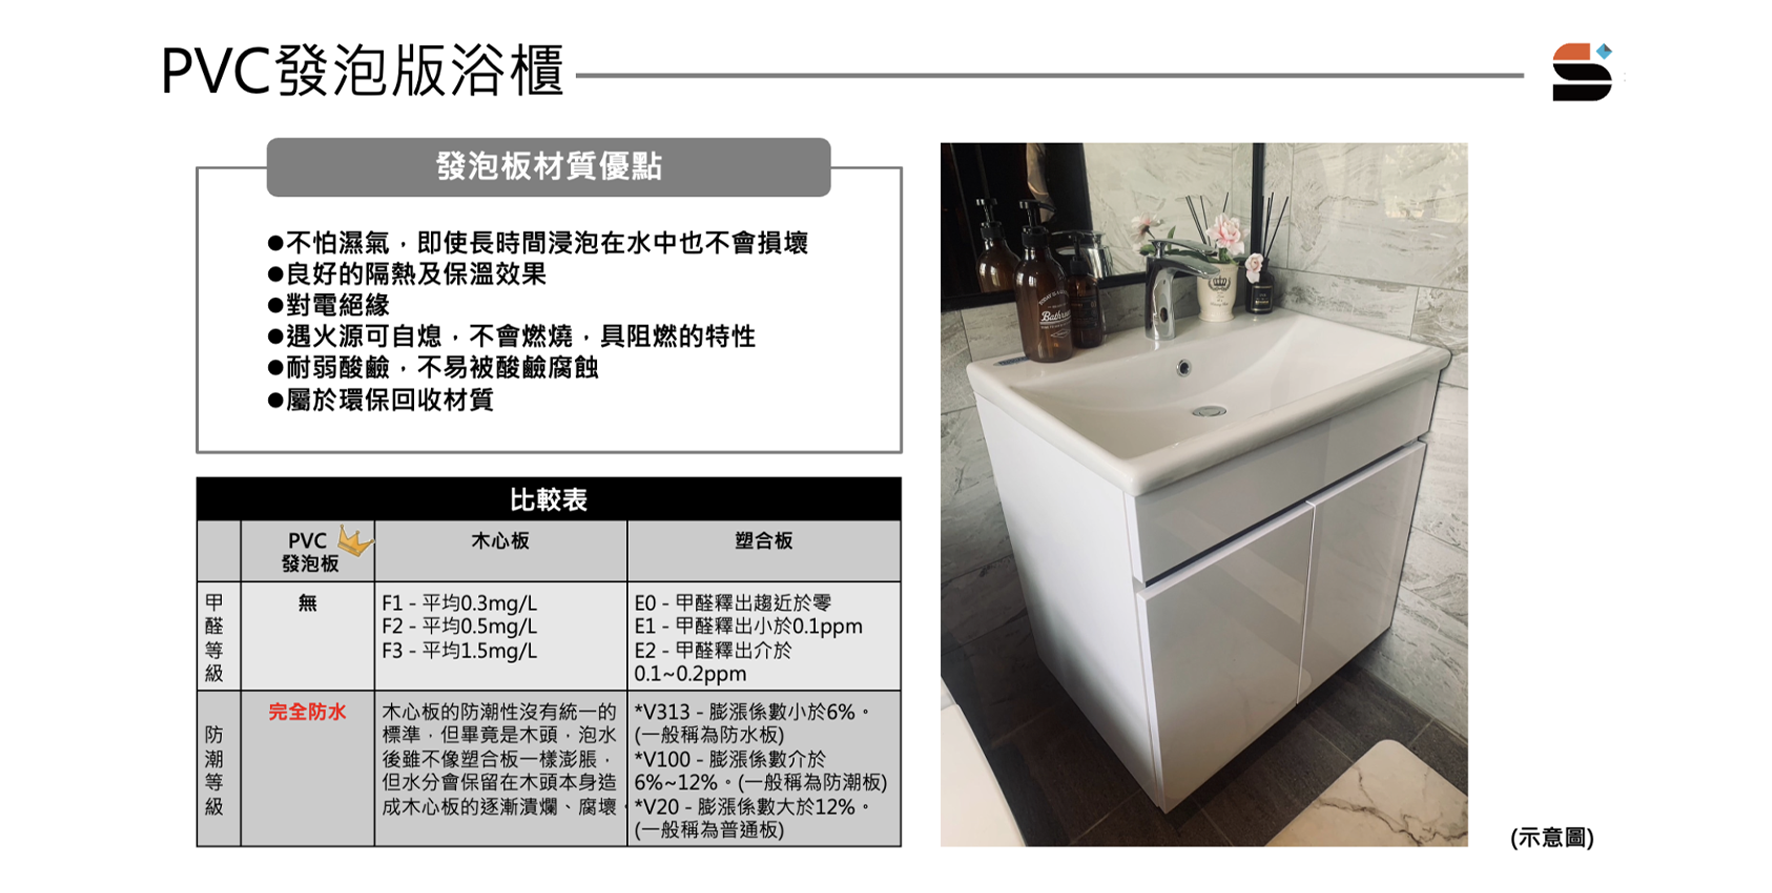 PVC發泡版浴櫃
發泡板材質優點
●不怕濕氣，即使長時間浸泡在水中也不會損壞
●良好的隔熱及保溫效果
●對電絕緣
●遇火源可自熄，不會燃燒，具阻燃的特性
●耐弱酸鹼，不易被酸鹼腐蝕
●屬於環保回收材質
比較表
PVC
發泡板
木心板
塑合板
甲醛等級
無
F1 - 平均0.3mg/L
F2 - 平均0.5mg/L
F3 - 平均1.5mg/L
E0 - 甲醛釋出趨近於零
E1 - 甲醛釋出小於0.1ppm
E2 - 甲醛釋出介於
0.1~0.2ppm
防潮等級
完全防水
木心板的防潮性沒有統一的
標準，但畢竟是木頭，泡水
後雖不像塑合板一樣澎脹，
但水分會保留在木頭本身造
成木心板的逐漸潰爛、腐壞，
*V313 - 膨漲係數小於6%。
(一般稱為防水板)
*V100 - 膨漲係數介於
6%~12%。(一般稱為防潮板)
*V20 - 膨漲係數大於12%。
(一般稱為普通板)
(示意圖)